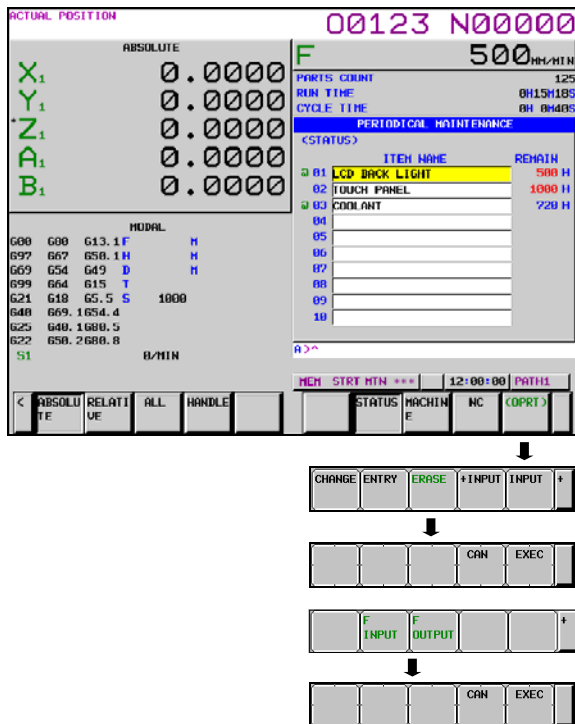 ACTUAL POSITION O0123 N00000
ABSOLUTE
X1 0.0000
Y1 0.0000
*Z1 0.0000
A1 0.0000
B1 0.0000
MODAL
G00 G80 G13.1 F M
G97 G67 G50.1 H M
G69 G54 G49 D M
G99 G64 G15 T
G21 G18 G5.5 S 1000
G40 G69.1 G54.4
G25 G40.1 G80.5
G22 G50.2 G80.8
S1 0/MIN
F 500 MM/MIN
PARTS COUNT 125
RUN TIME 0H15M18S
CYCLE TIME 0H 0M40S
PERIODICAL MAINTENANCE
<STATUS>
ITEM NAME REMAIN
@ 01 LCD BACK LIGHT 500 H
02 TOUCH PANEL 1000 H
@ 03 COOLANT 720 H
04
05
06
07
08
09
10
A>^
MEM STRT MTN *** 12:00:00 PATH1
< ABSOLUTE RELATIVE ALL HANDLE
STATUS MACHINE NC (OPRT)
CHANGE ENTRY ERASE +INPUT INPUT +
CAN EXEC
F INPUT F OUTPUT +
CAN EXEC